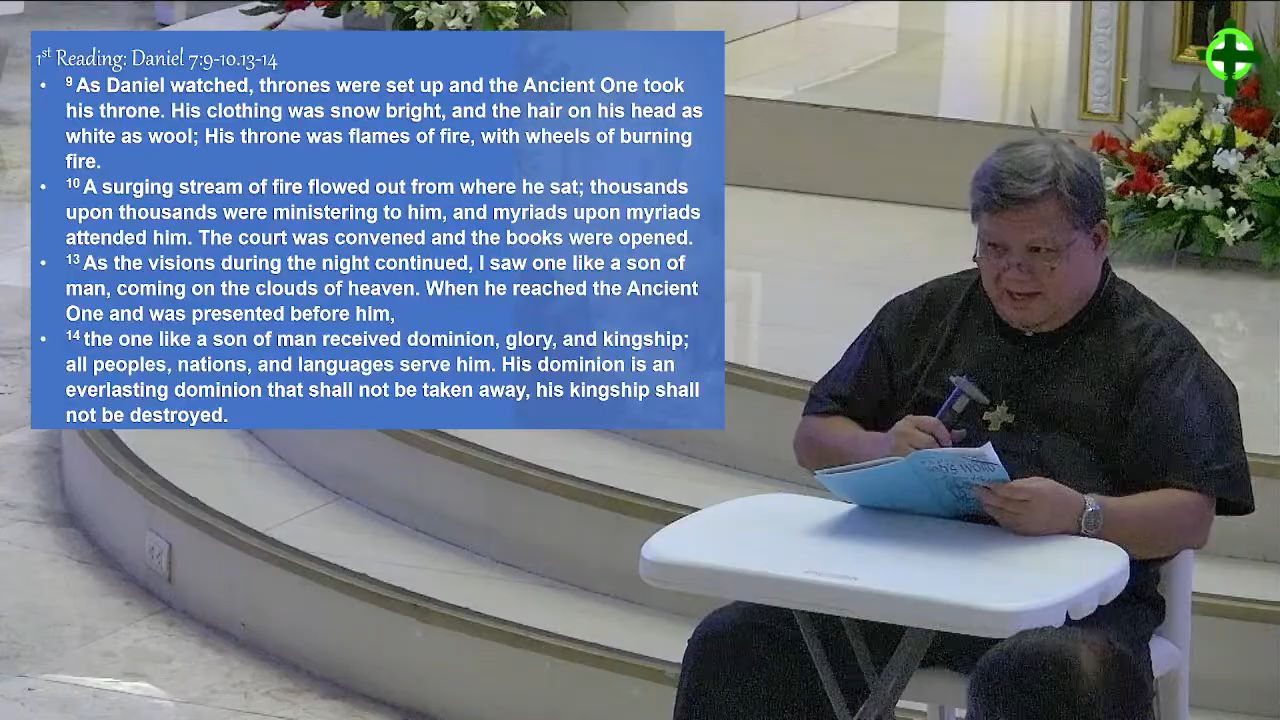 1st Reading: Daniel 7:9-10.13-14
• 9 As Daniel watched, thrones were set up and the Ancient One took
his throne. His clothing was snow bright, and the hair on his head as
white as wool; His throne was flames of fire, with wheels of burning
fire.
• 10 A surging stream of fire flowed out from where he sat; thousands
upon thousands were ministering to him, and myriads upon myriads
attended him. The court was convened and the books were opened.
• 13 As the visions during the night continued, I saw one like a son of
man, coming on the clouds of heaven. When he reached the Ancient
One and was presented before him,
• 14 the one like a son of man received dominion, glory, and kingship;
all peoples, nations, and languages serve him. His dominion is an
everlasting dominion that shall not be taken away, his kingship shall
not be destroyed.
WORD